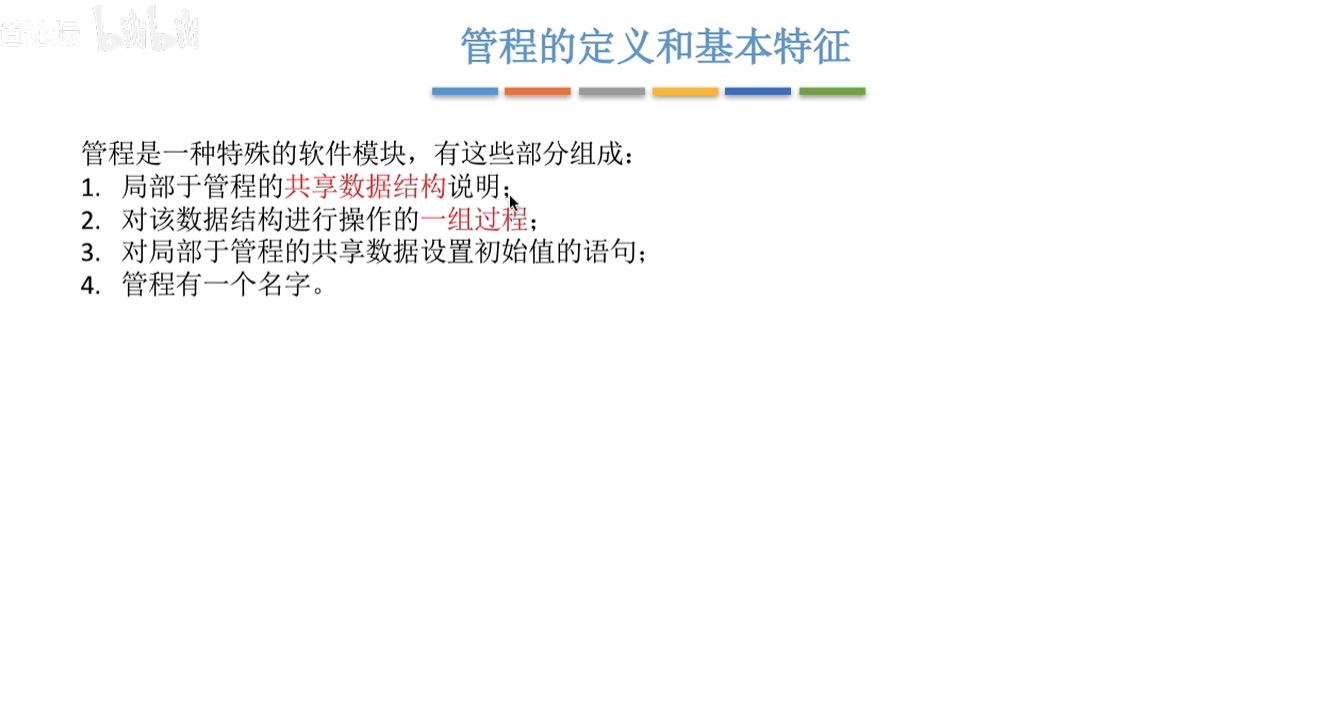 道论坛 bilibili
管程的定义和基本特征
管程是一种特殊的软件模块，有这些部分组成：
1. 局部于管程的共享数据结构说明；
2. 对该数据结构进行操作的一组过程；
3. 对局部于管程的共享数据设置初始值的语句；
4. 管程有一个名字。